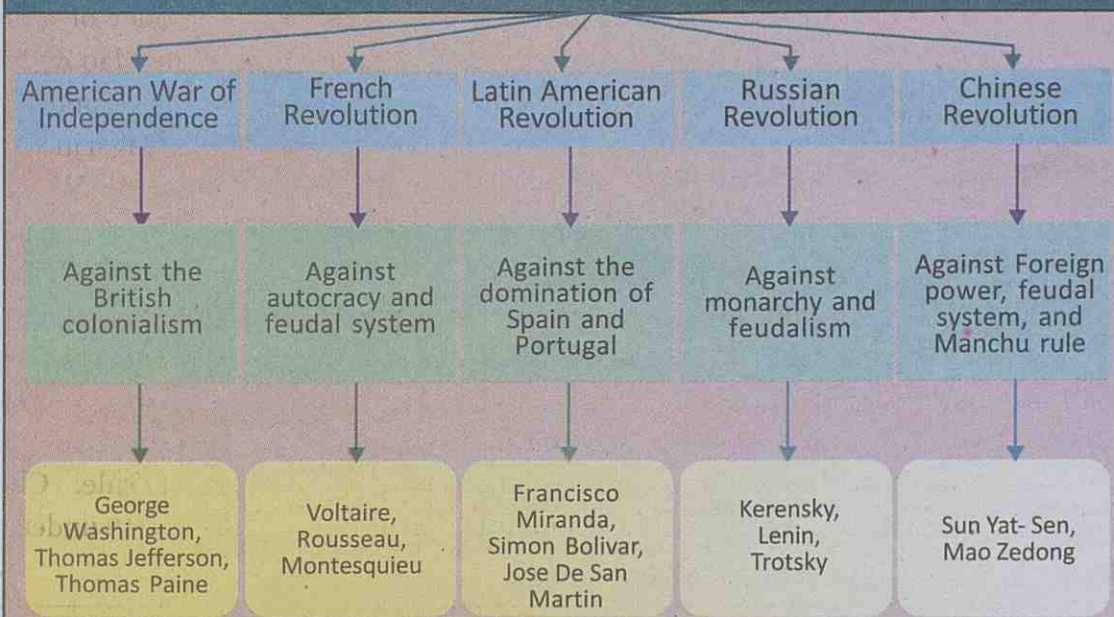 American War of
Independence
French
Revolution
Latin American
Revolution
Russian
Revolution
Chinese
Revolution
Against the
British
colonialism
Against
autocracy and
feudal system
Against the
domination of
Spain and
Portugal
Against
monarchy and
feudalism
Against Foreign
power, feudal
system, and
Manchu rule
George
Washington,
Thomas Jefferson,
Thomas Paine
Voltaire,
Rousseau,
Montesquieu
Francisco
Miranda,
Simon Bolivar,
Jose De San
Martin
Kerensky,
Lenin,
Trotsky
Sun Yat- Sen,
Mao Zedong